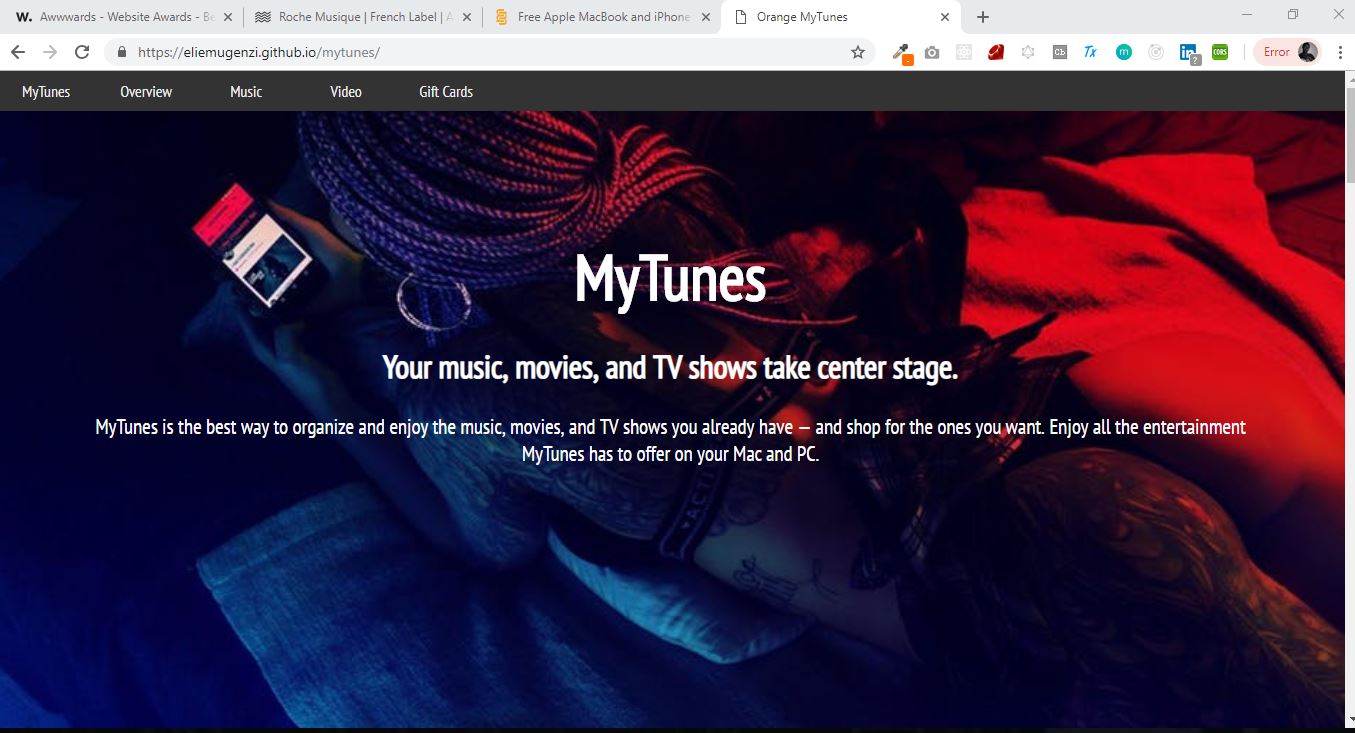 W. Awwwards - Website Awards - Be
Roche Musique | French Label | A
Free Apple MacBook and iPhone
Orange MyTunes
https://eliemugenzi.github.io/mytunes/
Tx
m
in
?
CORS
Error
MyTunes
Overview
Music
Video
Gift Cards
MyTunes
Your music, movies, and TV shows take center stage.
MyTunes is the best way to organize and enjoy the music, movies, and TV shows you already have — and shop for the ones you want. Enjoy all the entertainment
MyTunes has to offer on your Mac and PC.